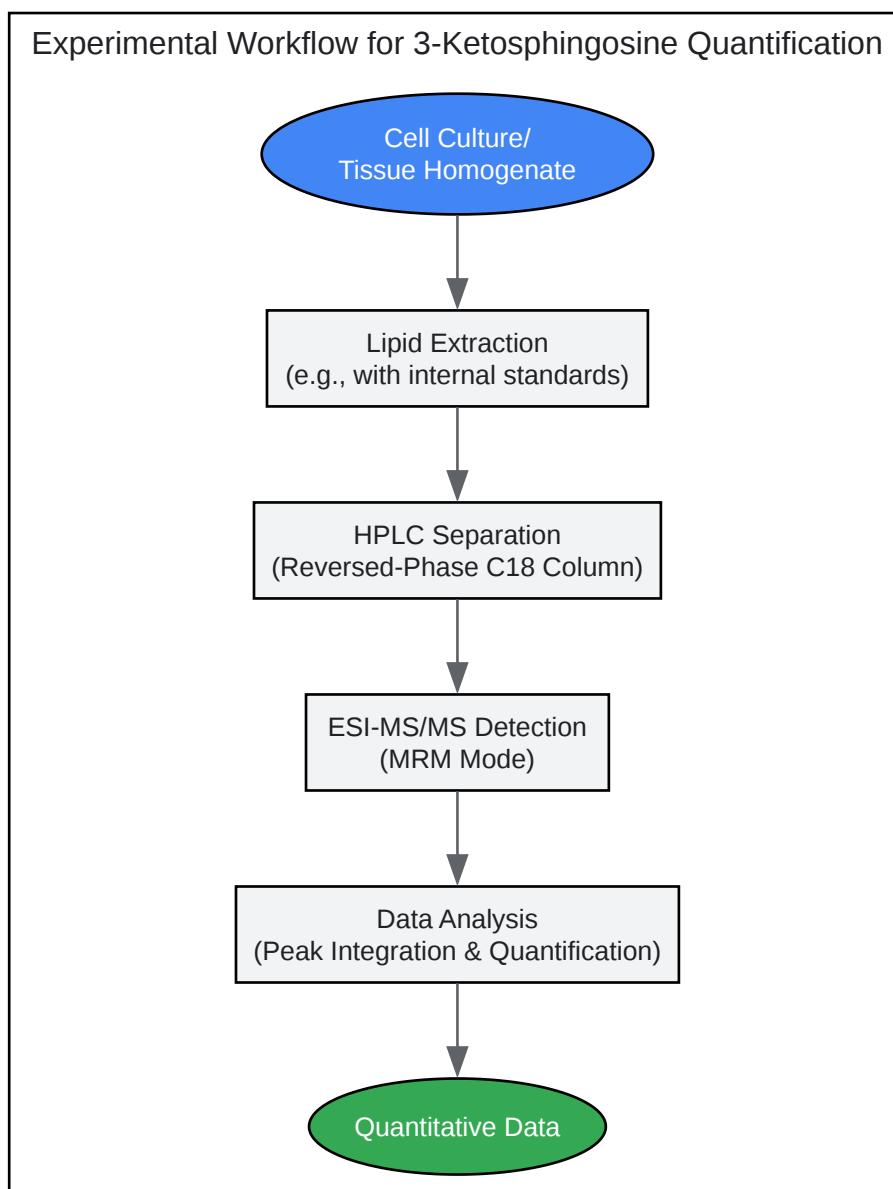 Experimental Workflow for 3-Ketosphingosine Quantification
Cell Culture/
Tissue Homogenate
Lipid Extraction
(e.g., with internal standards)
HPLC Separation
(Reversed-Phase C18 Column)
ESI-MS/MS Detection
(MRM Mode)
Data Analysis
(Peak Integration & Quantification)
Quantitative Data